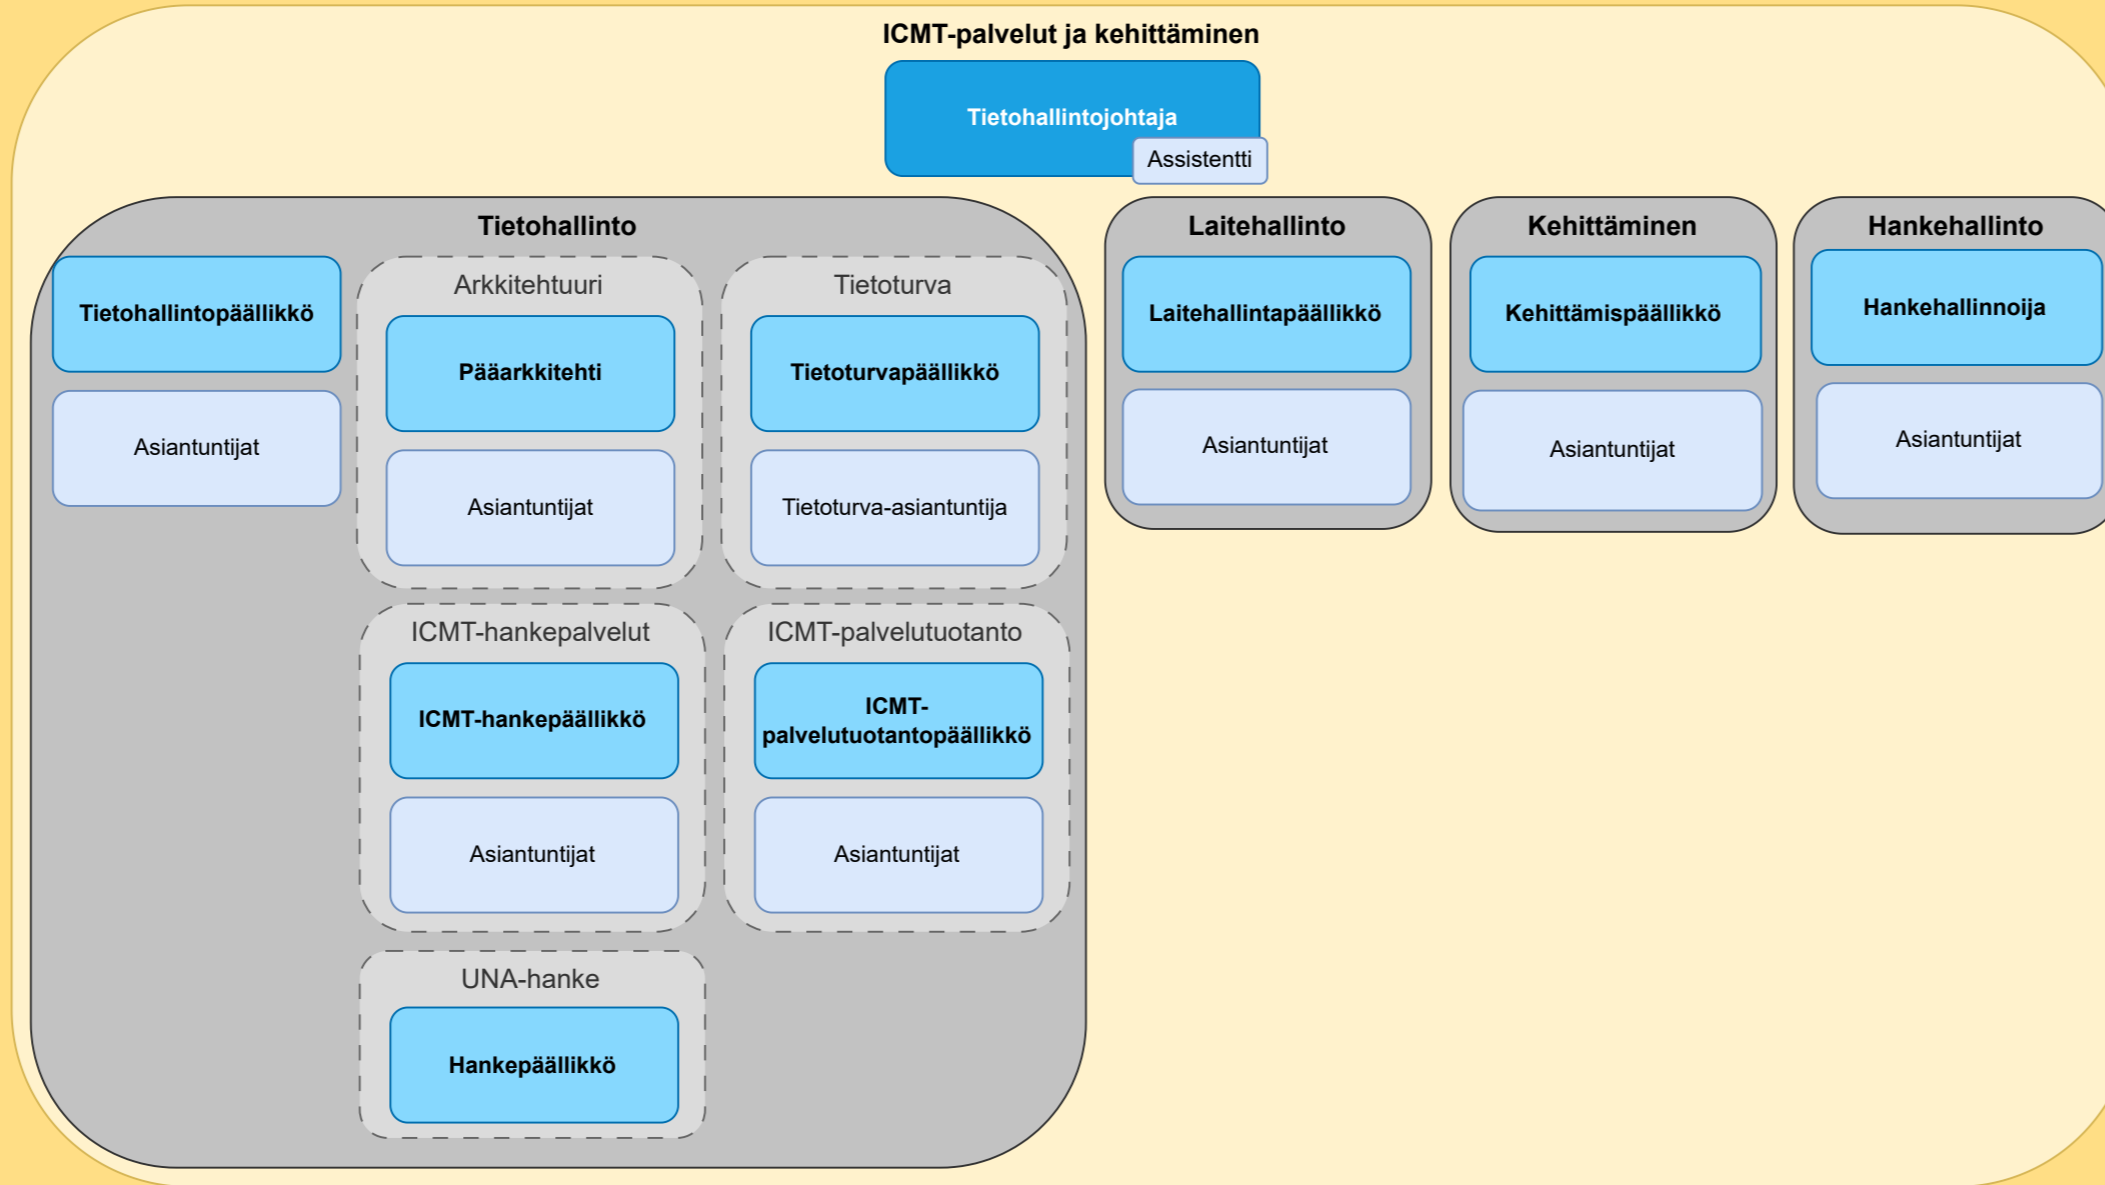 ICMT-palvelut ja kehittäminen
Tietohallintojohtaja
Assistentti
Tietohallinto
Tietohallintopäällikkö
Asiantuntijat
Arkkitehtuuri
Pääarkkitehti
Asiantuntijat
Tietoturva
Tietoturvapäällikkö
Tietoturva-asiantuntija
ICMT-hankepalvelut
ICMT-hankepäällikkö
Asiantuntijat
ICMT-palvelutuotanto
ICMT-
palvelutuotantopäällikkö
Asiantuntijat
UNA-hanke
Hankepäällikkö
Laitehallinto
Laitehallintapäällikkö
Asiantuntijat
Kehittäminen
Kehittämispäällikkö
Asiantuntijat
Hankehallinto
Hankehallinnoija
Asiantuntijat